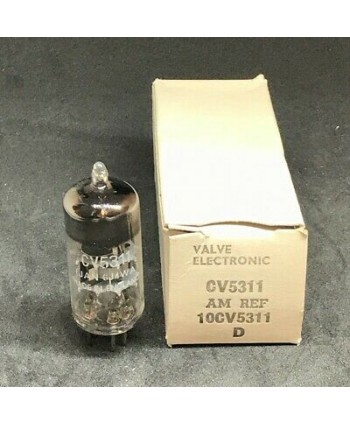 CV5311
JAN 6J4WA
VALVE
ELECTRONIC
CV5311
AM REF
10CV5311
D